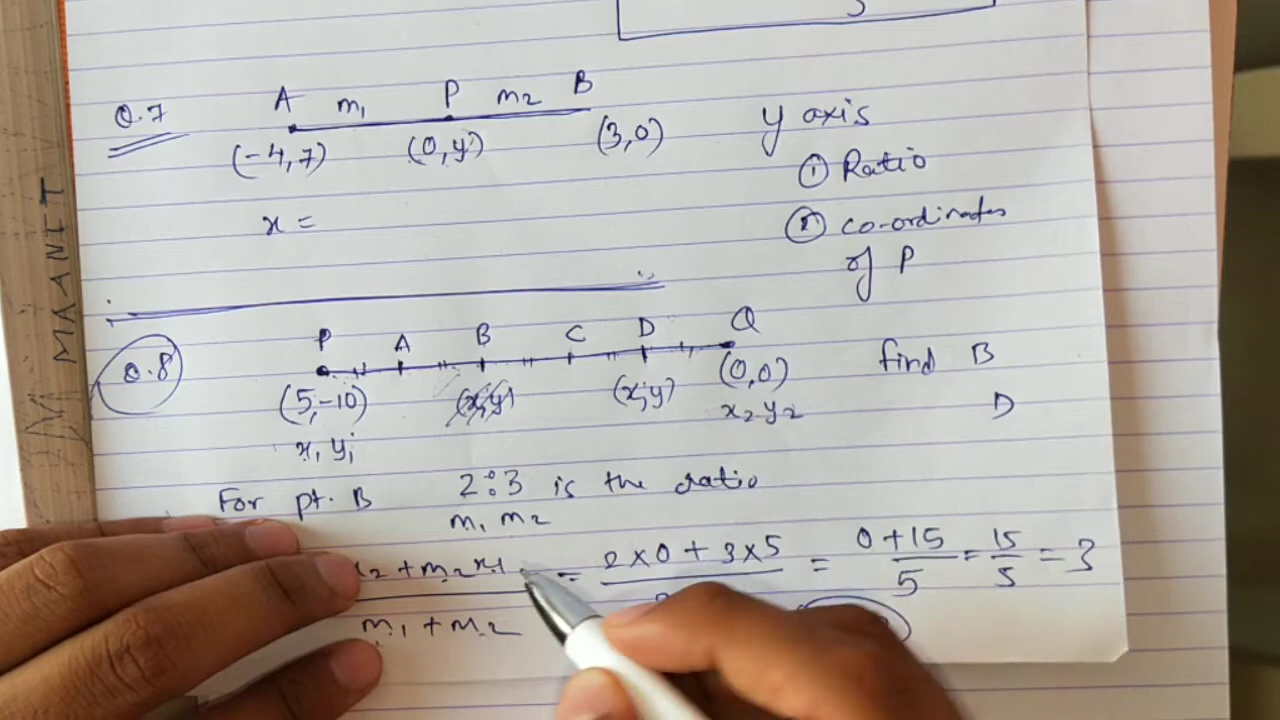 MAANET
Q.7
A m₁ P m₂ B
(-4,7) (0,y) (3,0)
x =
y axis
① Ratio
② co-ordinates
of P
Q.8
P A B C D Q
(5,-10) (x,y) (x,y) (0,0)
x₁ y₁ x₂ y₂
find B
D
For pt. B 2:3 is the ratio
m₁ m₂
x₂ + m₂x₁ = 2×0 + 3×5 = 0+15 = 15 = 3
m₁ + m₂ 5 5